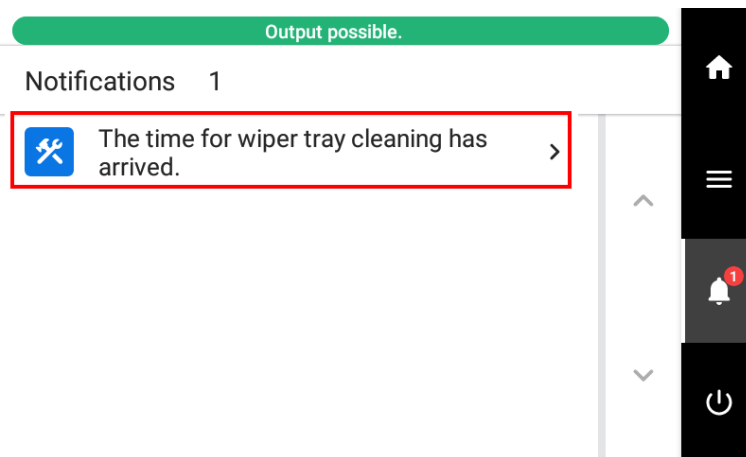 Output possible.
Notifications 1
The time for wiper tray cleaning has
arrived.
1